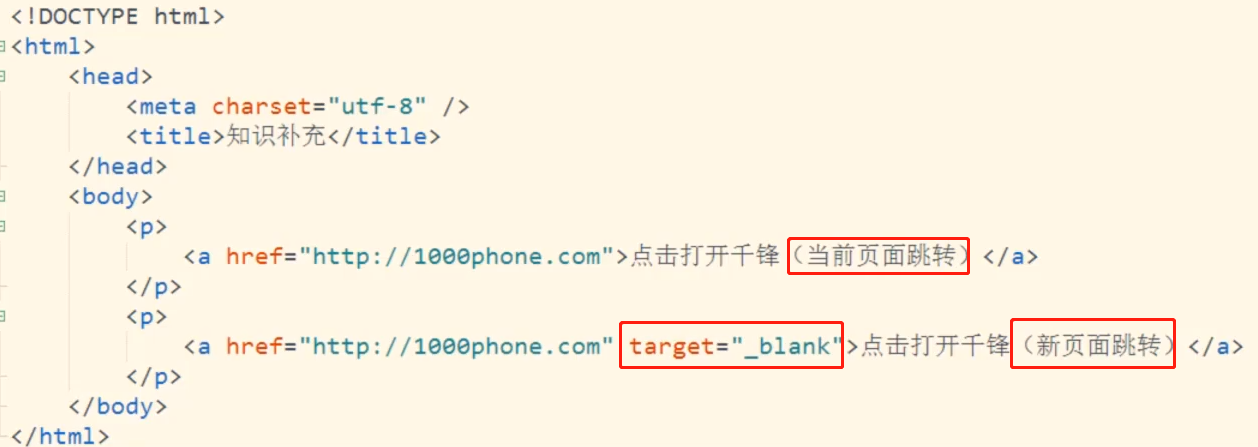 <!DOCTYPE html>
<html>
<head>
<meta charset="utf-8" />
<title>知识补充</title>
</head>
<body>
<p>
<a href="http://1000phone.com">点击打开千锋（当前页面跳转）</a>
</p>
<p>
<a href="http://1000phone.com" target="_blank">点击打开千锋（新页面跳转）</a>
</p>
</body>
</html>